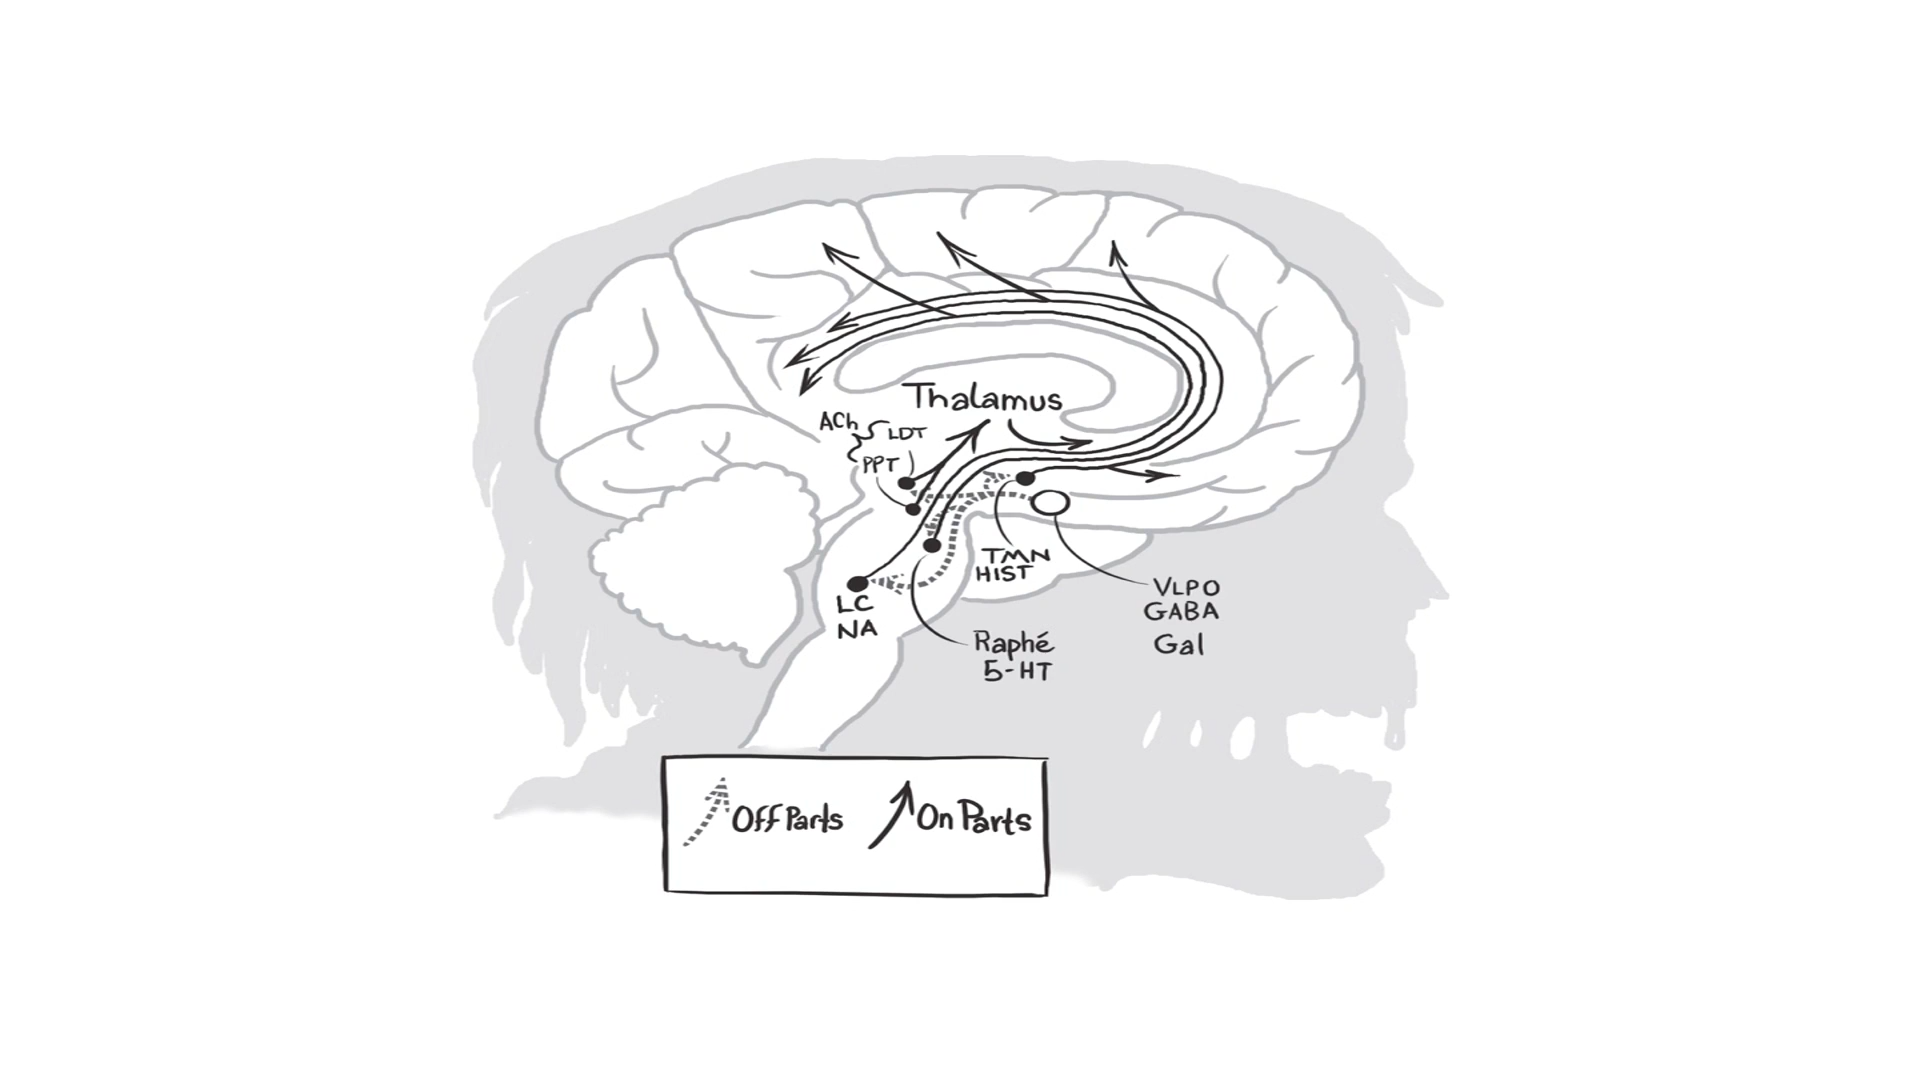 Thalamus
ACh
LDT
PPT
TMN
HIST
LC
NA
VLPO
GABA
Gal
Raphé
5-HT
Off Parts
On Parts